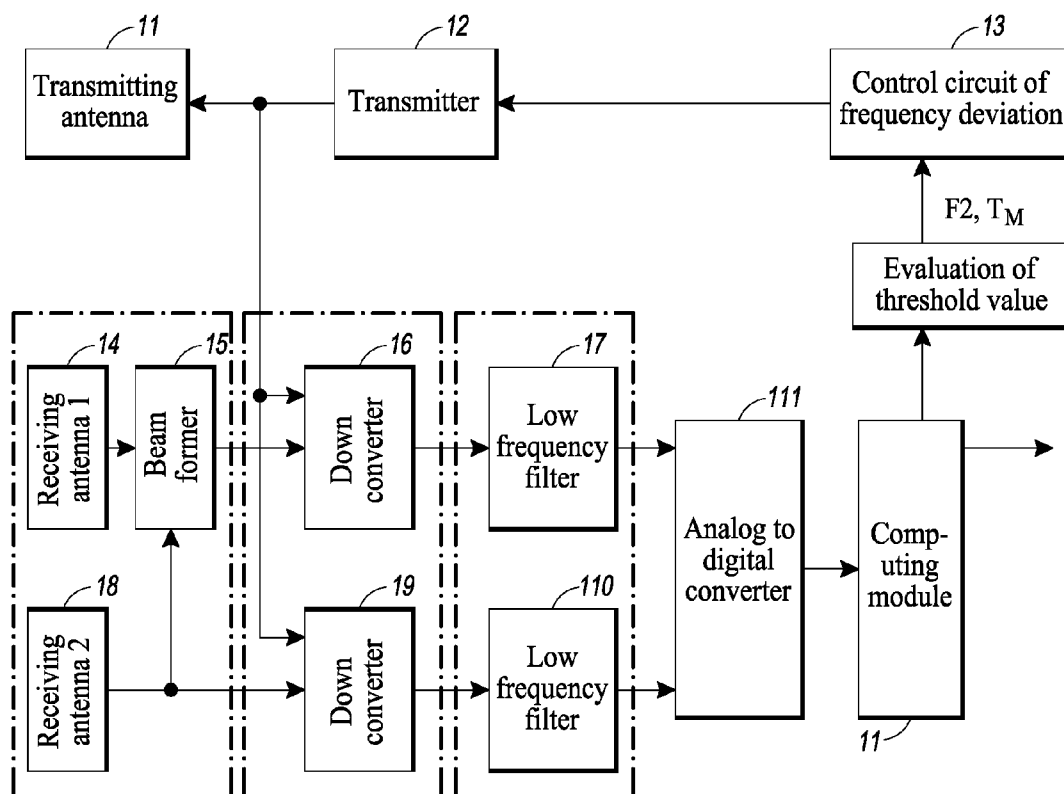 11
Transmitting
antenna
12
Transmitter
13
Control circuit of
frequency deviation
F2, TM
Evaluation of
threshold value
14
Receiving
antenna 1
15
Beam
former
16
Down
converter
17
Low
frequency
filter
111
Analog to
digital
converter
Comp-
uting
module
11
18
Receiving
antenna 2
19
Down
converter
110
Low
frequency
filter